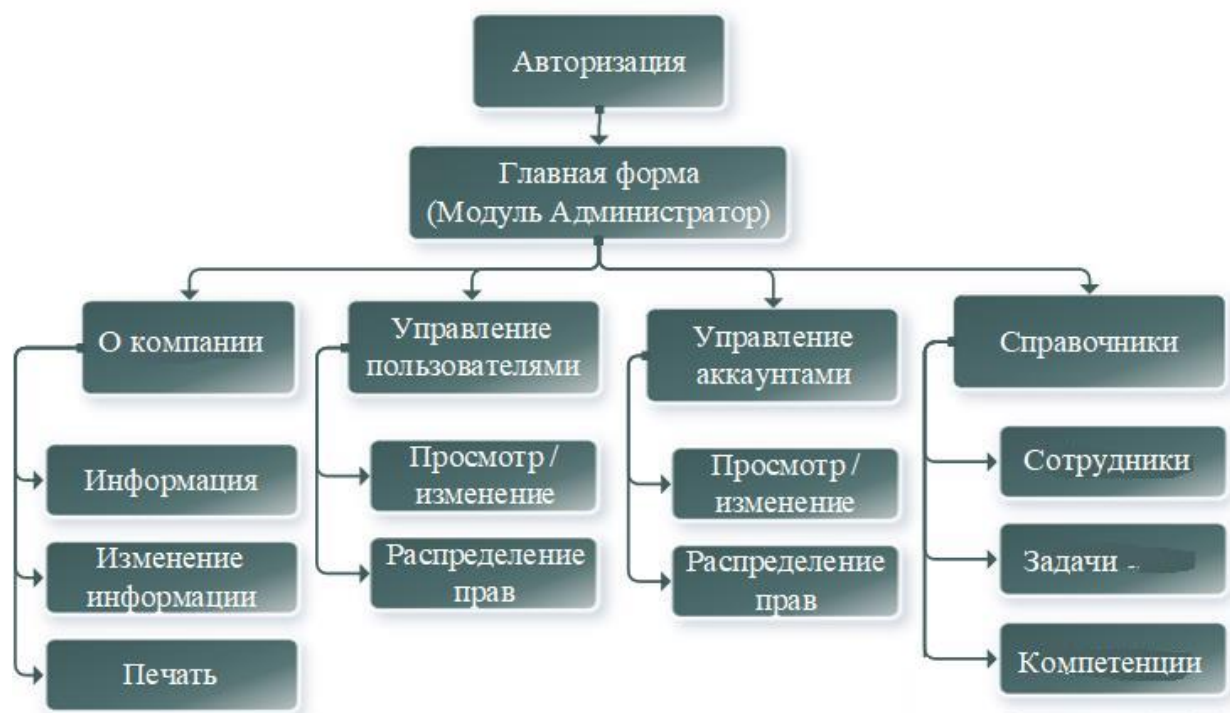 Авторизация
Главная форма
(Модуль Администратор)
О компании
Управление
пользователями
Управление
аккаунтами
Справочники
Информация
Изменение
информации
Печать
Просмотр /
изменение
Распределение
прав
Просмотр /
изменение
Распределение
прав
Сотрудники
Задачи -
Компетенции